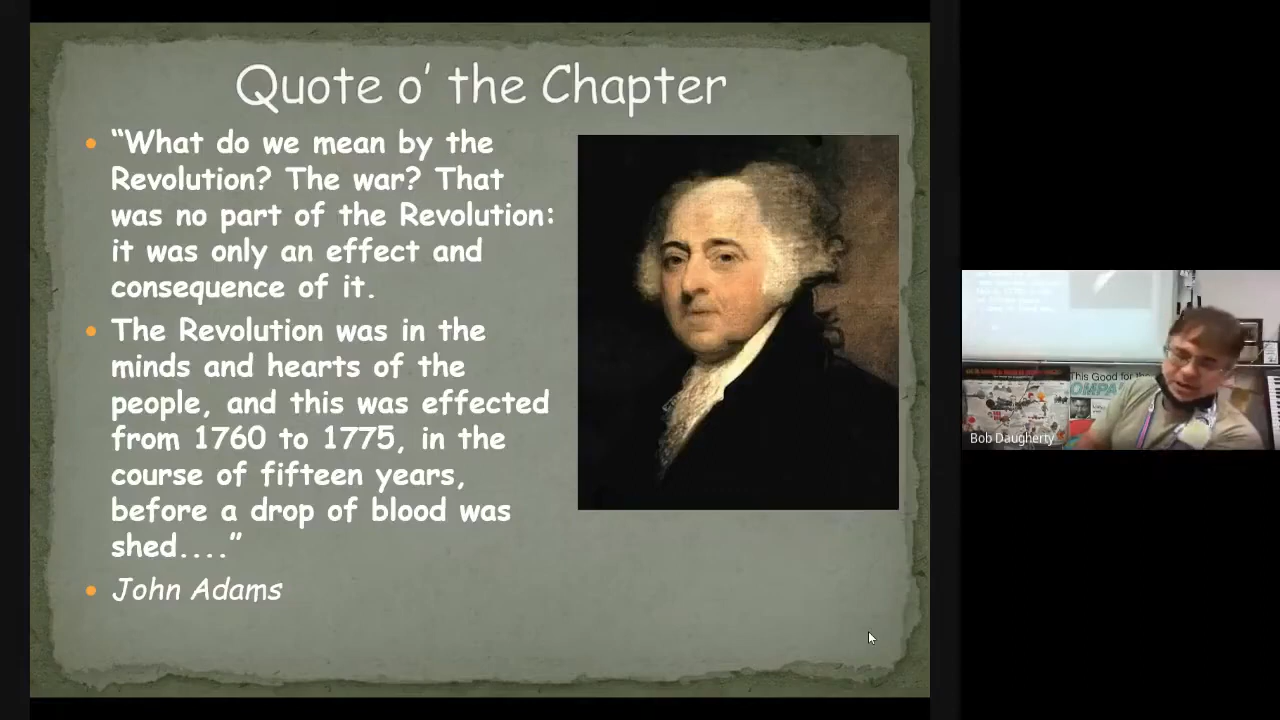 Quote o' the Chapter
“What do we mean by the
Revolution? The war? That
was no part of the Revolution:
it was only an effect and
consequence of it.
The Revolution was in the
minds and hearts of the
people, and this was effected
from 1760 to 1775, in the
course of fifteen years,
before a drop of blood was
shed....”
John Adams
This Good for the
OMPA
Bob Daugherty